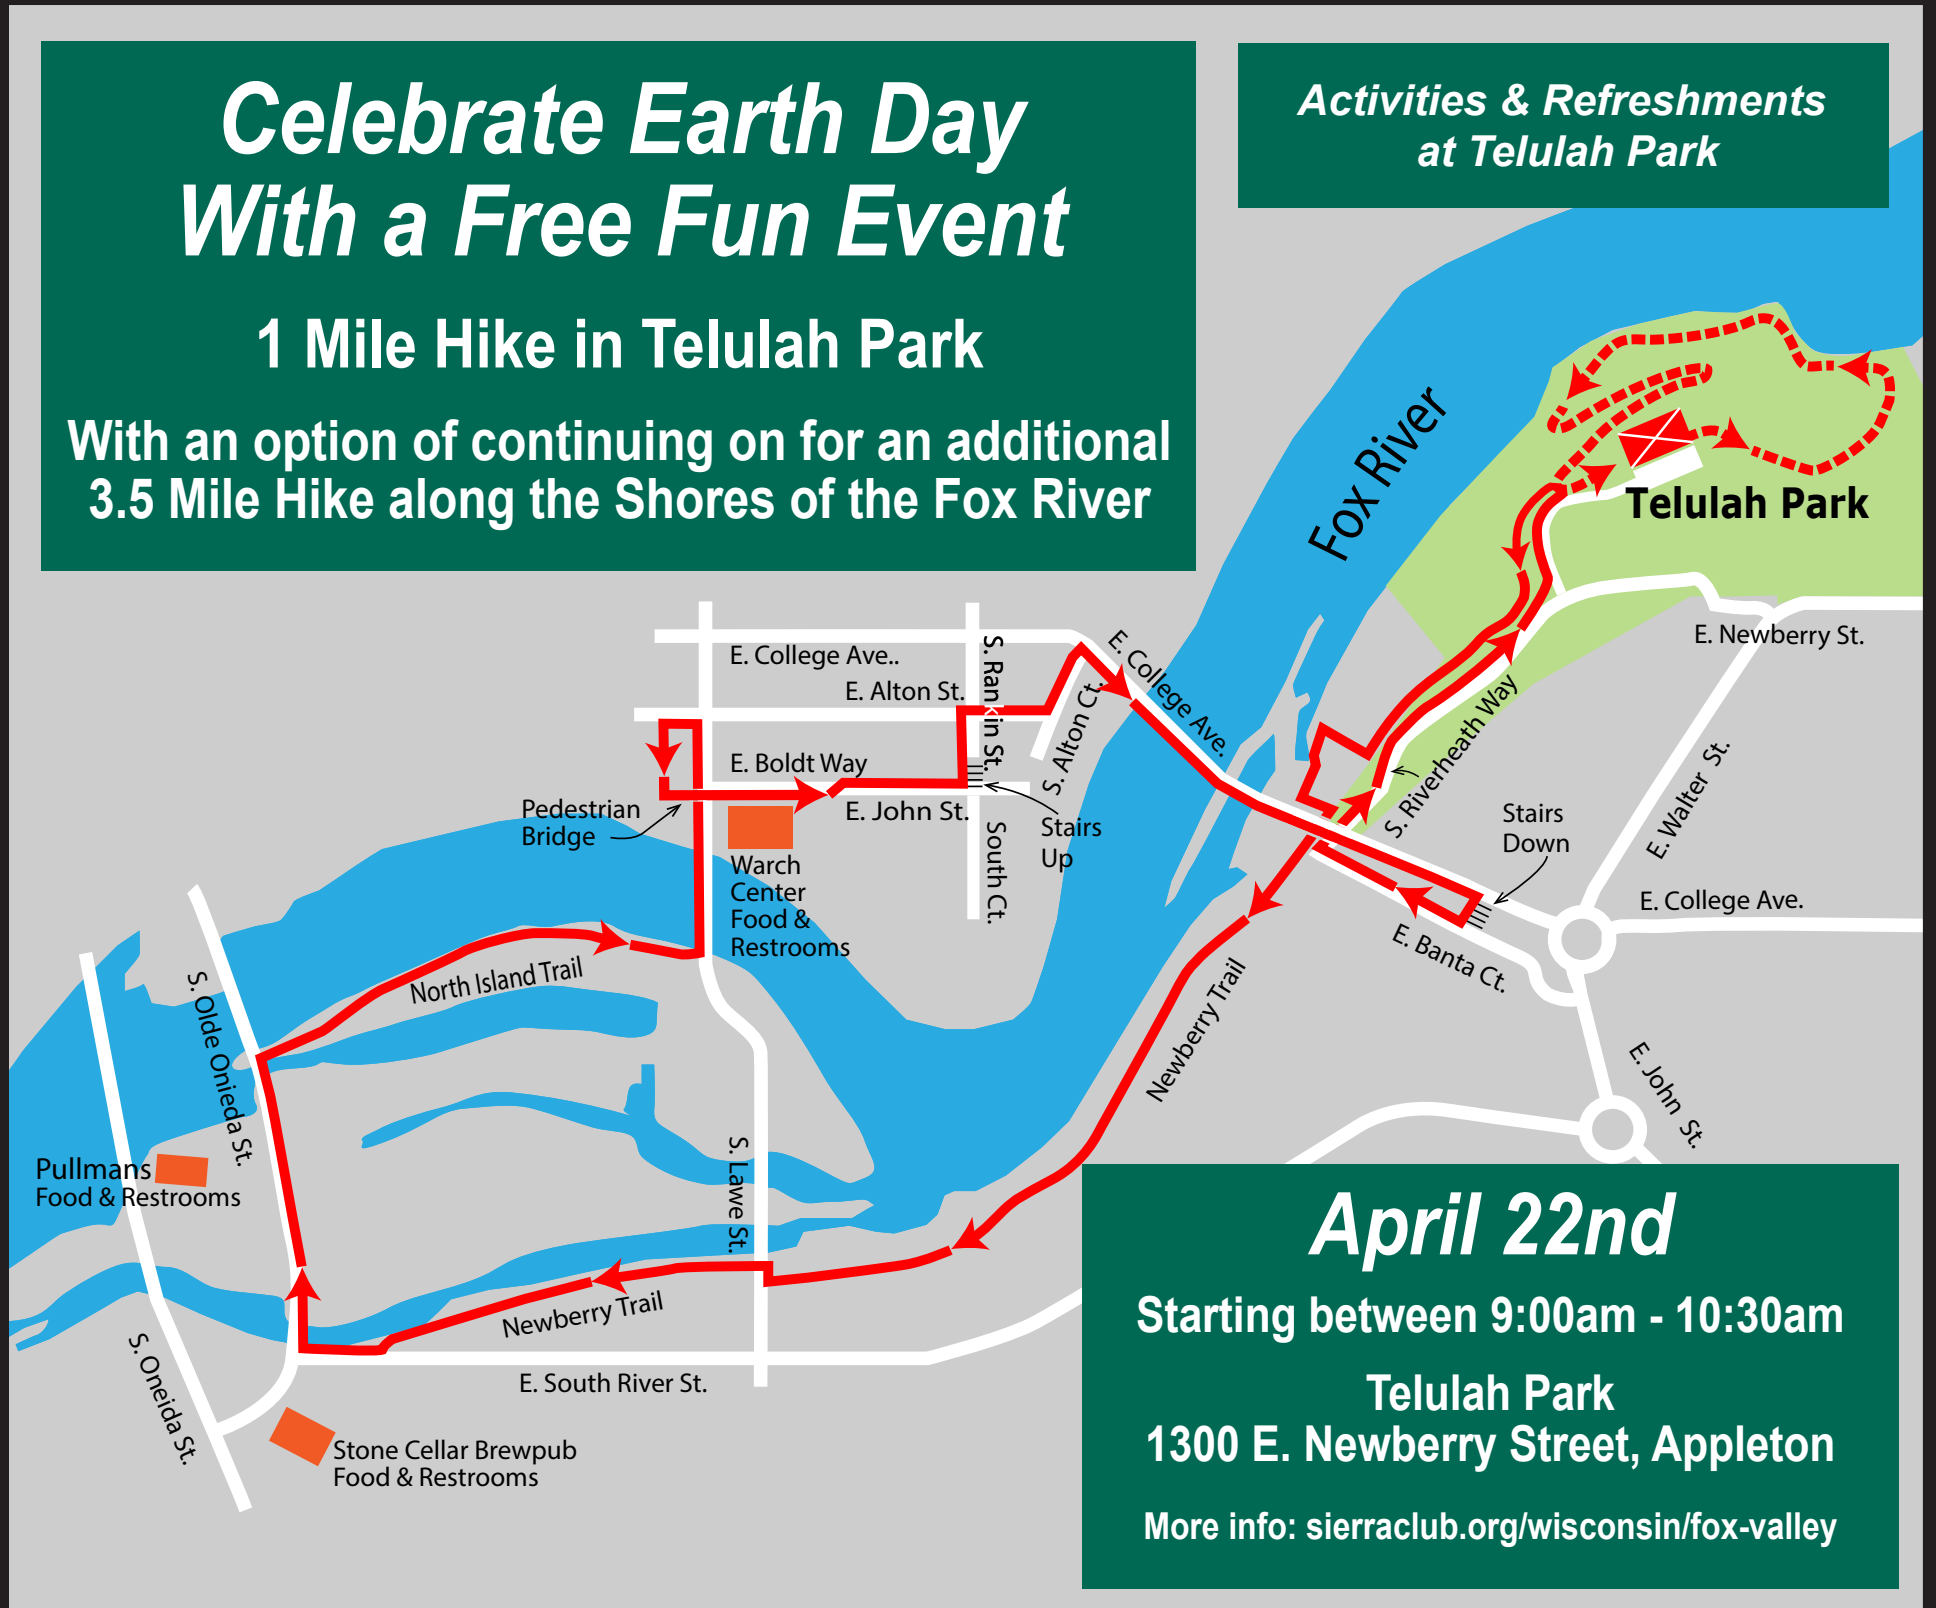 Celebrate Earth Day
With a Free Fun Event
1 Mile Hike in Telulah Park
With an option of continuing on for an additional
3.5 Mile Hike along the Shores of the Fox River
Activities & Refreshments
at Telulah Park
Fox River
Telulah Park
E. Newberry St.
E. College Ave..
S. Rankin St.
E. College Ave.
E. Alton St.
S. Alton Ct.
S. Riverheath Way
E. Walter St.
E. Boldt Way
E. John St.
Pedestrian
Bridge
Stairs
Up
South Ct.
Stairs
Down
Warch
Center
Food &
Restrooms
E. College Ave.
E. Banta Ct.
North Island Trail
S. Olde Onieda St.
Newberry Trail
E. John St.
Pullmans
Food & Restrooms
S. Lawe St.
Newberry Trail
S. Oneida St.
E. South River St.
Stone Cellar Brewpub
Food & Restrooms
April 22nd
Starting between 9:00am - 10:30am
Telulah Park
1300 E. Newberry Street, Appleton
More info: sierraclub.org/wisconsin/fox-valley